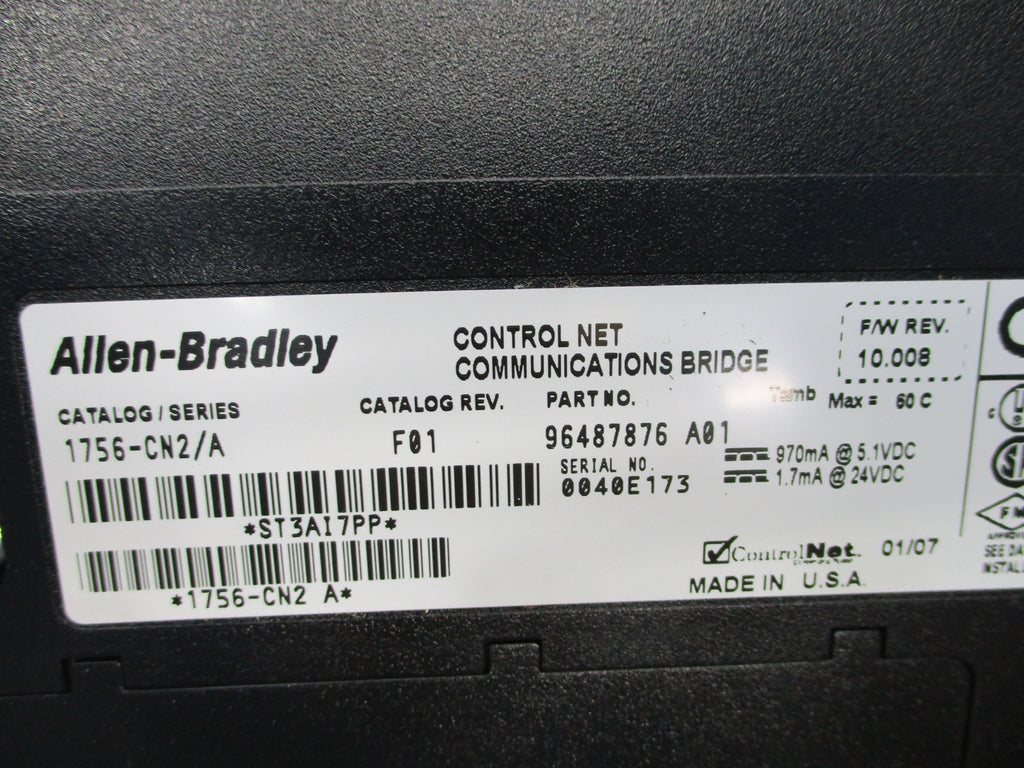 Allen-Bradley
CONTROL NET
COMMUNICATIONS BRIDGE
F/W REV.
10.008
CATALOG / SERIES
CATALOG REV.
PART NO.
Tamb
Max = 60 C
1756-CN2/A
F01
96487876 A01
970mA @ 5.1VDC
SERIAL NO.
1.7mA @ 24VDC
0040E173
*ST3AI7PP*
ControlNet
01/07
*1756-CN2 A*
MADE IN U.S.A.
SEE